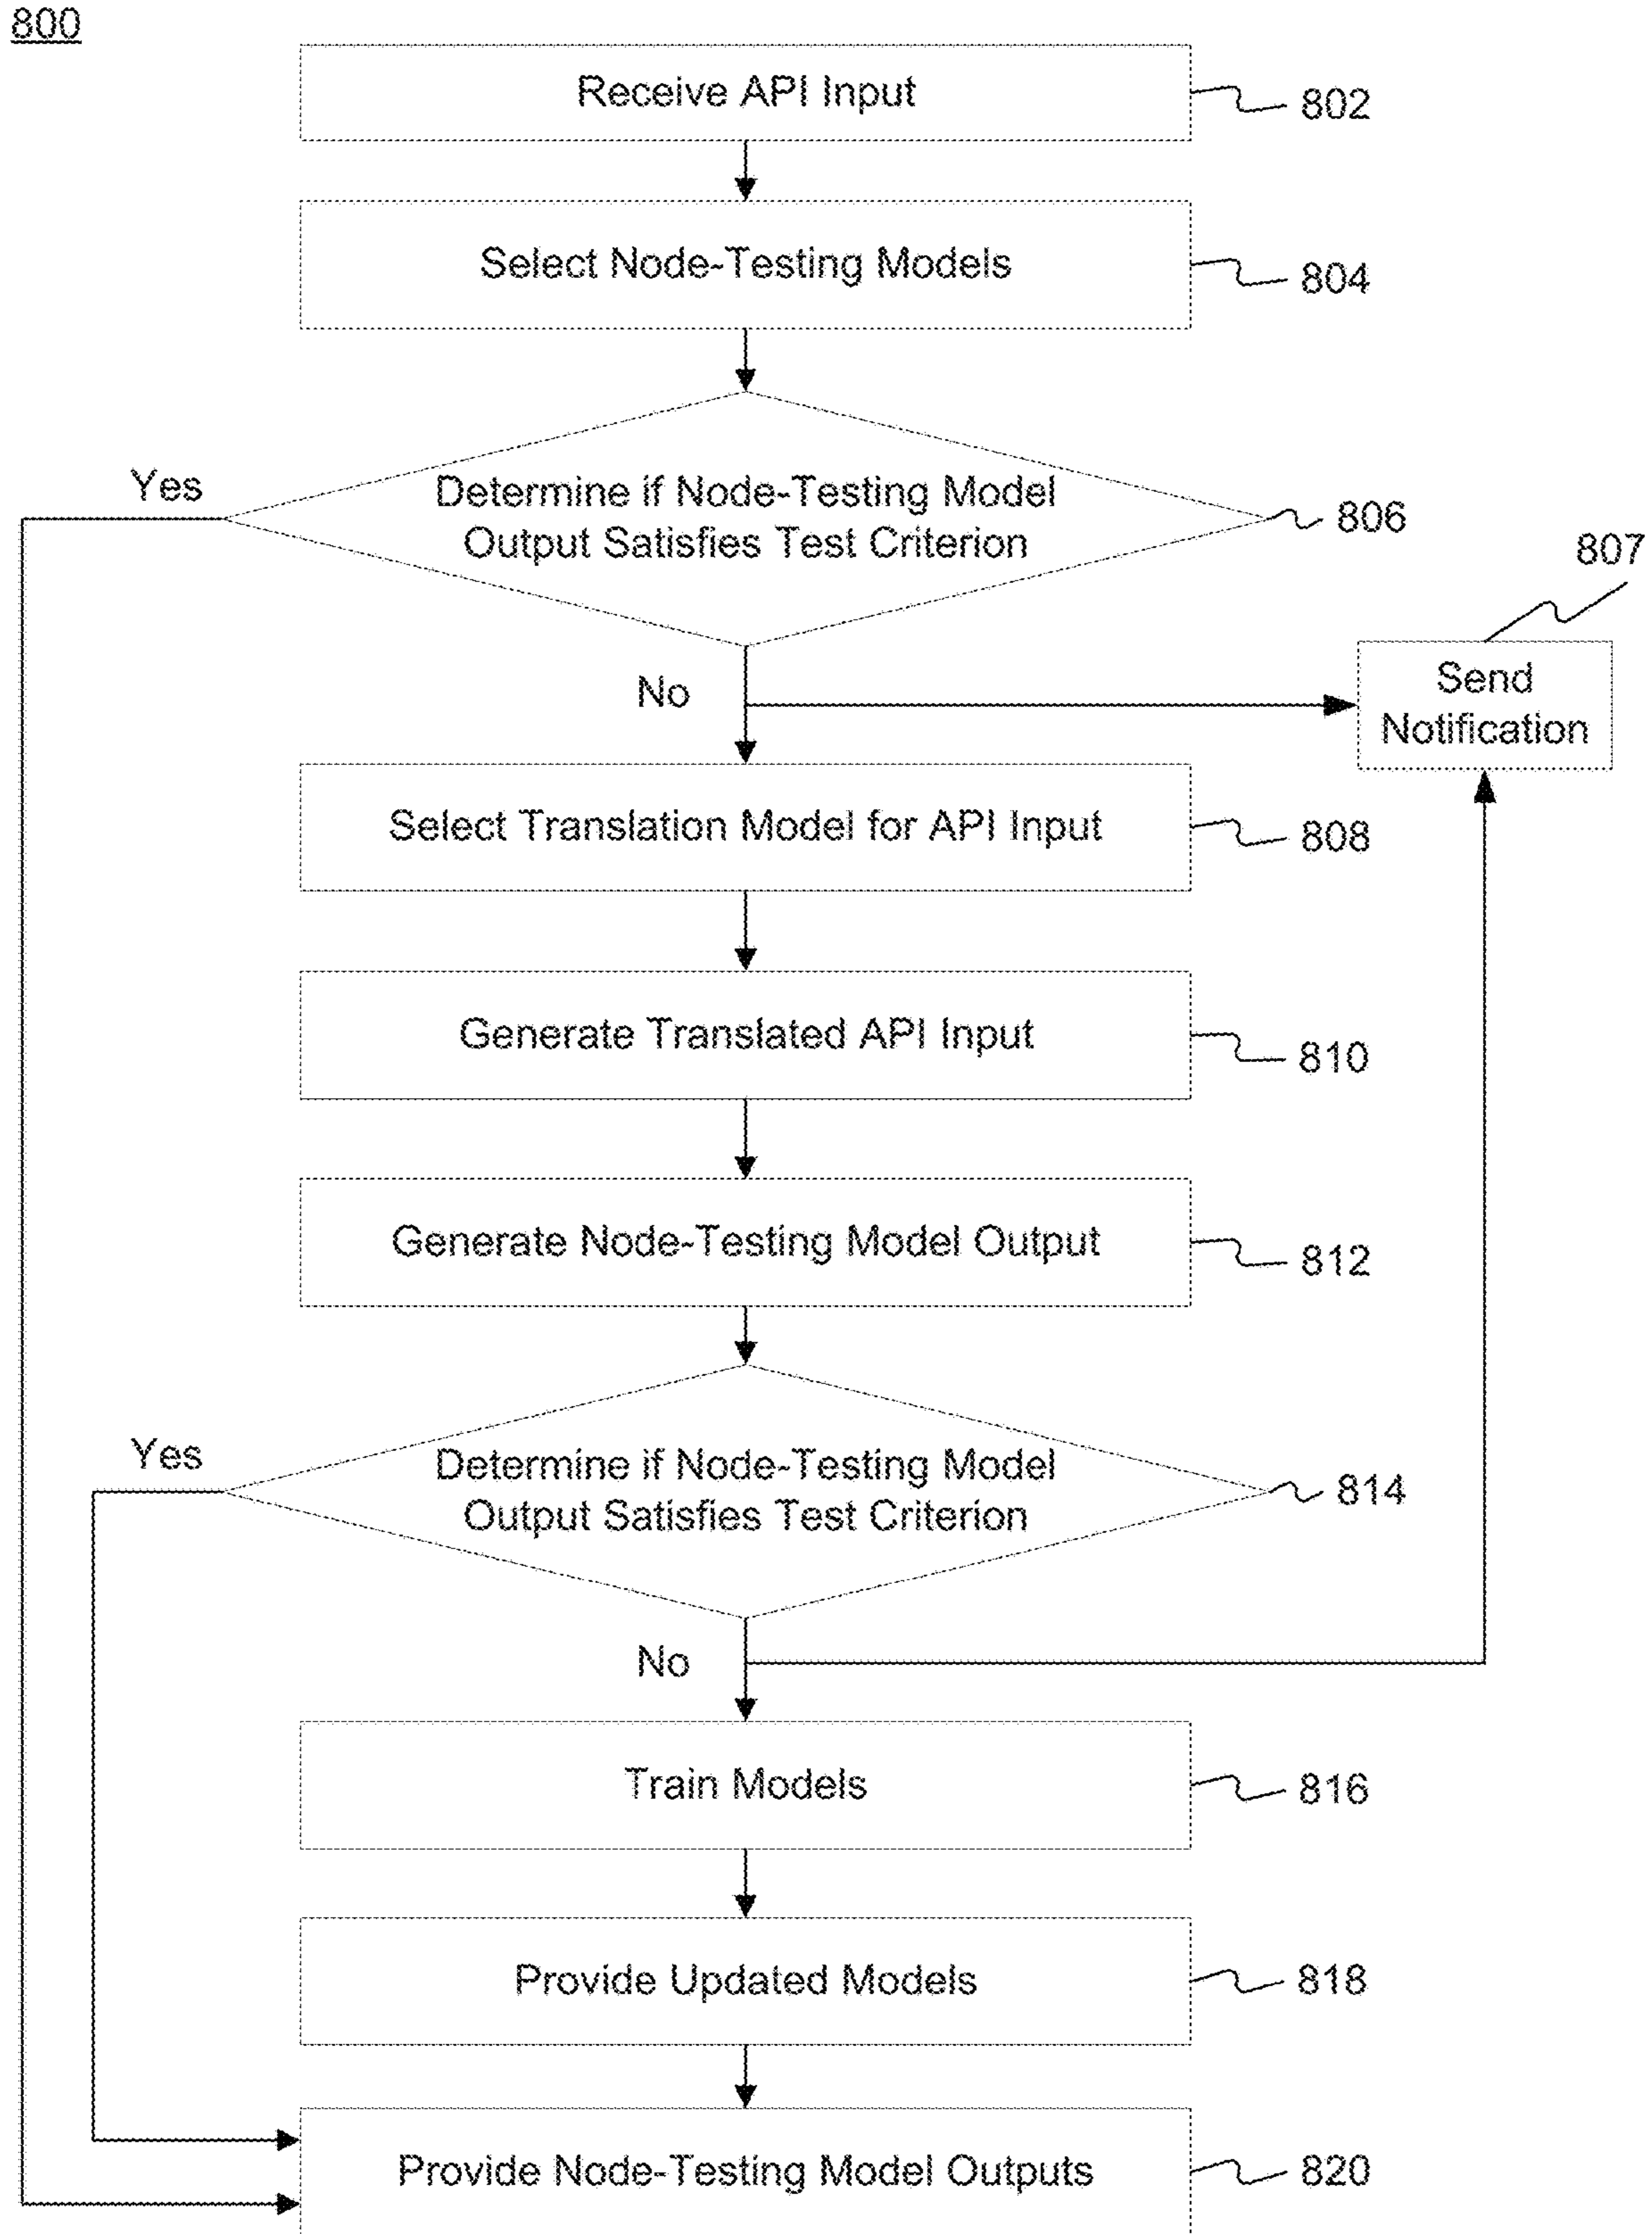 800
Receive API Input
802
Select Node-Testing Models
804
Yes
Determine if Node-Testing Model
Output Satisfies Test Criterion
806
807
No
Send
Notification
Select Translation Model for API Input
808
Generate Translated API Input
810
Generate Node-Testing Model Output
812
Yes
Determine if Node-Testing Model
Output Satisfies Test Criterion
814
No
Train Models
816
Provide Updated Models
818
Provide Node-Testing Model Outputs
820